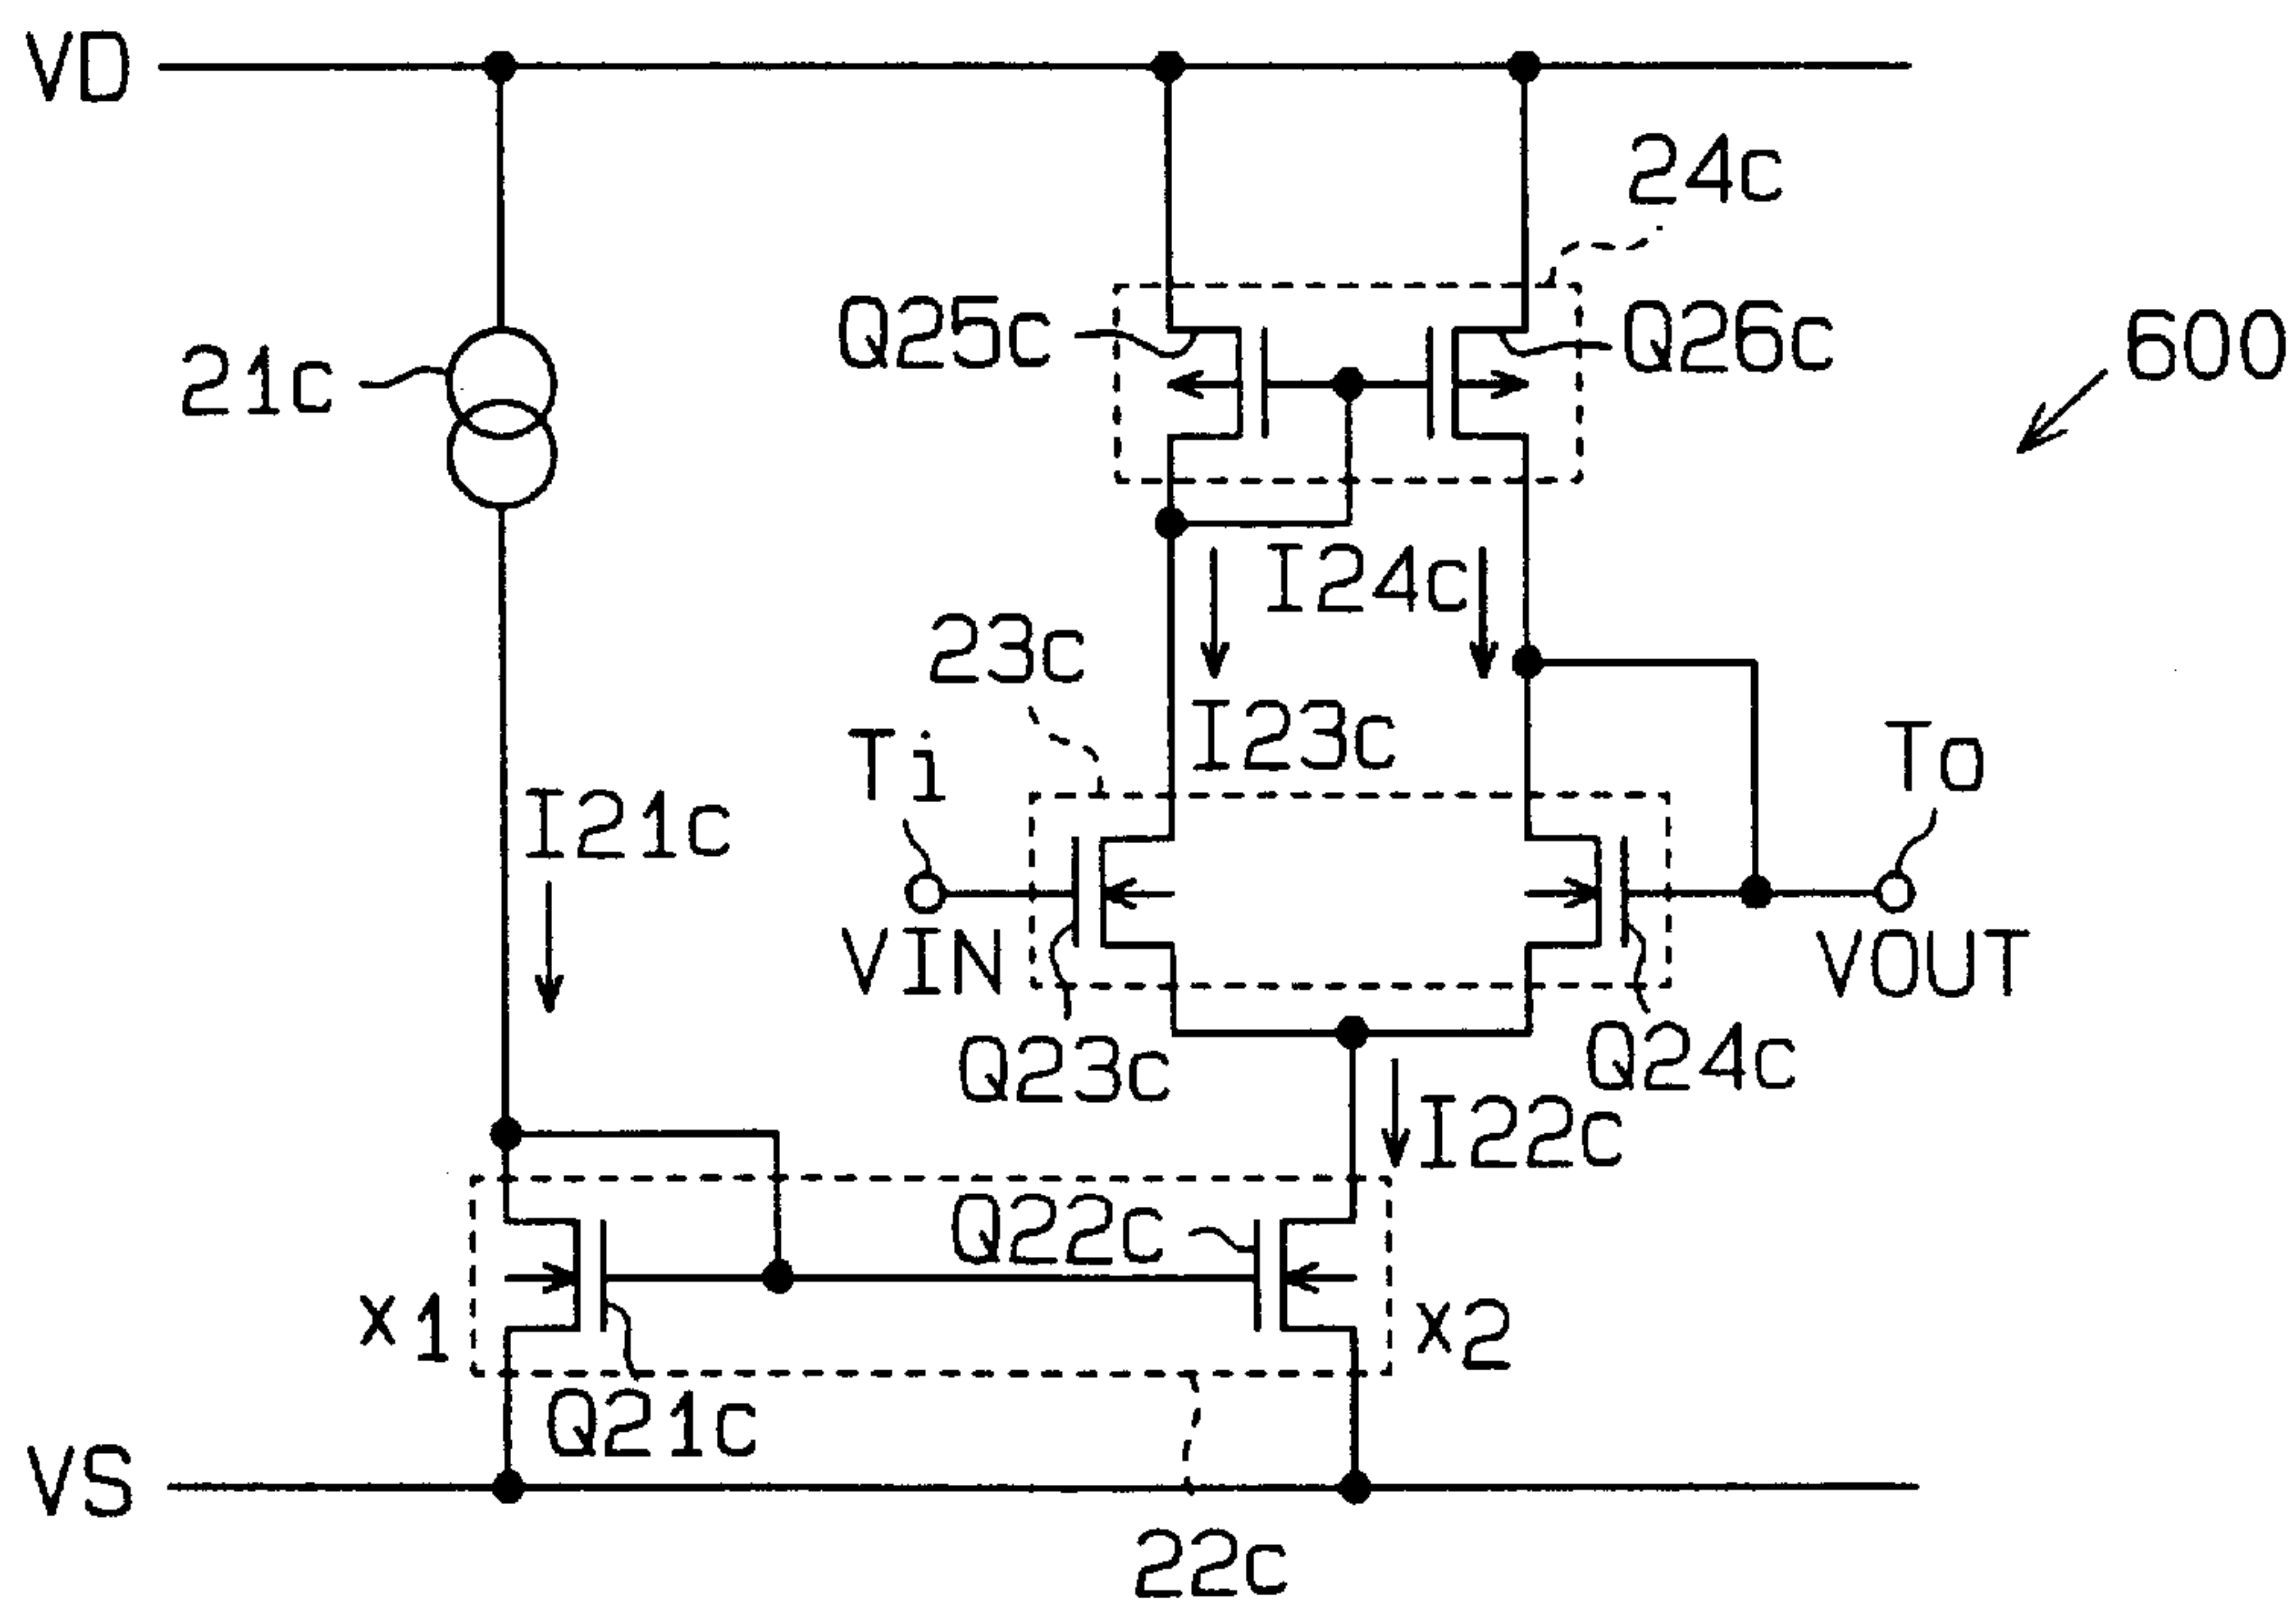 VD
24c
Q25c
Q26c
600
21c
I24c
23c
I23c
Ti
To
I21c
VIN
VOUT
Q23c
Q24c
I22c
Q22c
x1
x2
Q21c
VS
22c